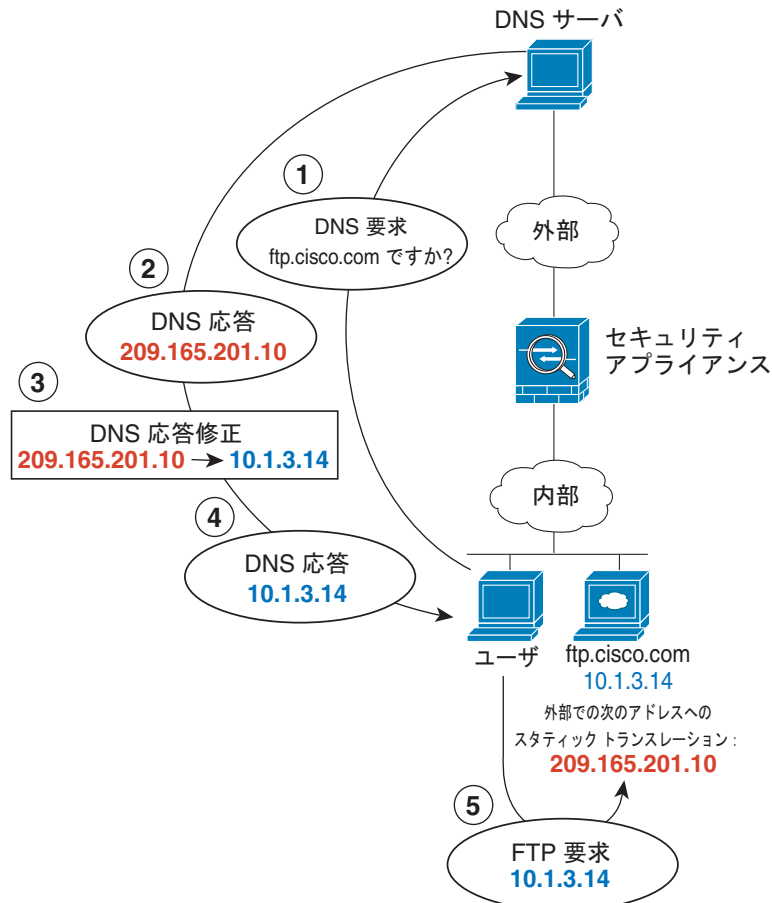 DNS サーバ
1
DNS 要求
ftp.cisco.com ですか?
外部
2
DNS 応答
209.165.201.10
セキュリティ
アプライアンス
3
DNS 応答修正
209.165.201.10 → 10.1.3.14
内部
4
DNS 応答
10.1.3.14
ユーザ
ftp.cisco.com
10.1.3.14
外部での次のアドレスへの
スタティック トランスレーション :
209.165.201.10
5
FTP 要求
10.1.3.14